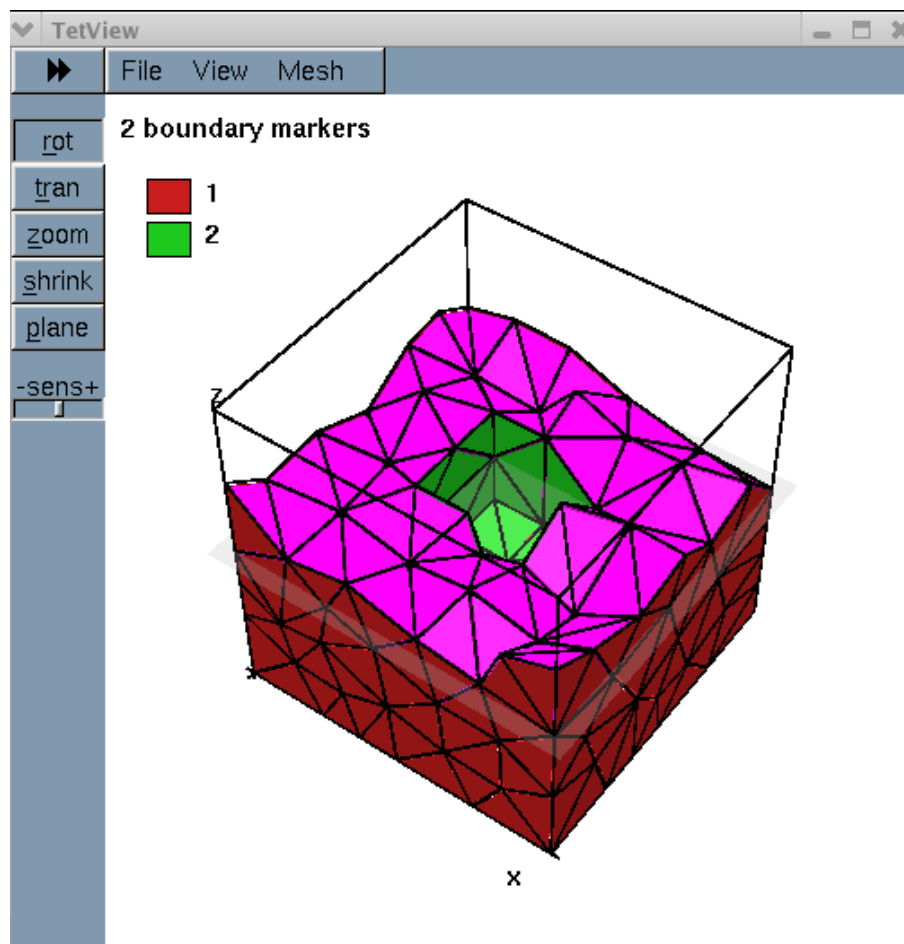 TetView
File View Mesh
rot
tran
zoom
shrink
plane
-sens+
2 boundary markers
1
2
z
x